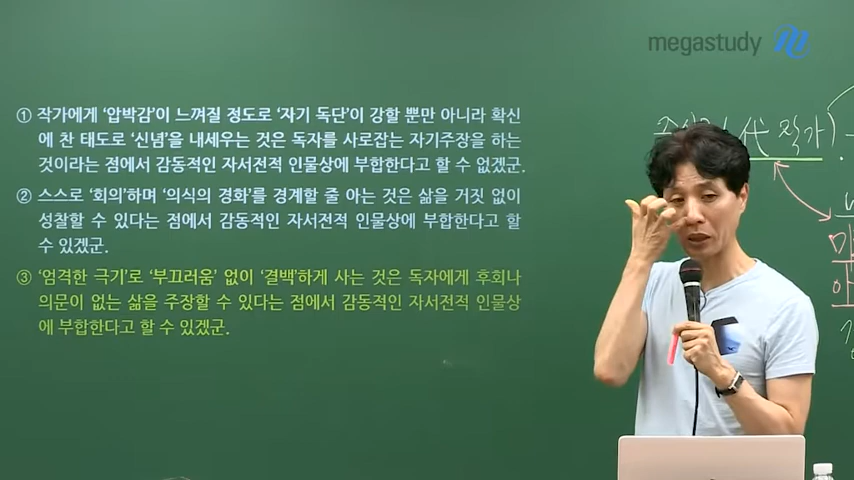 megastudy
① 작가에게 ‘압박감’이 느껴질 정도로 ‘자기 독단’이 강할 뿐만 아니라 확신
에 찬 태도로 ‘신념’을 내세우는 것은 독자를 사로잡는 자기주장을 하는
것이라는 점에서 감동적인 자서전적 인물상에 부합한다고 할 수 없겠군.
② 스스로 ‘회의’하며 ‘의식의 경화’를 경계할 줄 아는 것은 삶을 거짓 없이
성찰할 수 있다는 점에서 감동적인 자서전적 인물상에 부합한다고 할
수 있겠군.
③ ‘엄격한 극기’로 ‘부끄러움’ 없이 ‘결백’하게 사는 것은 독자에게 후회나
의문이 없는 삶을 주장할 수 있다는 점에서 감동적인 자서전적 인물상
에 부합한다고 할 수 있겠군.
代 작가